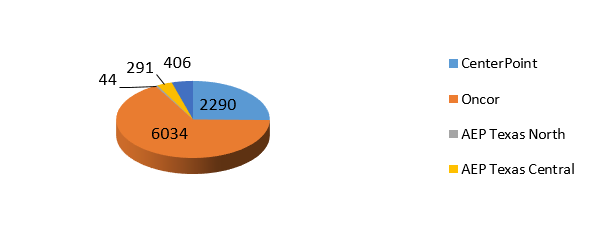 291 406
44
2290
6034
CenterPoint
Oncor
AEP Texas North
AEP Texas Central